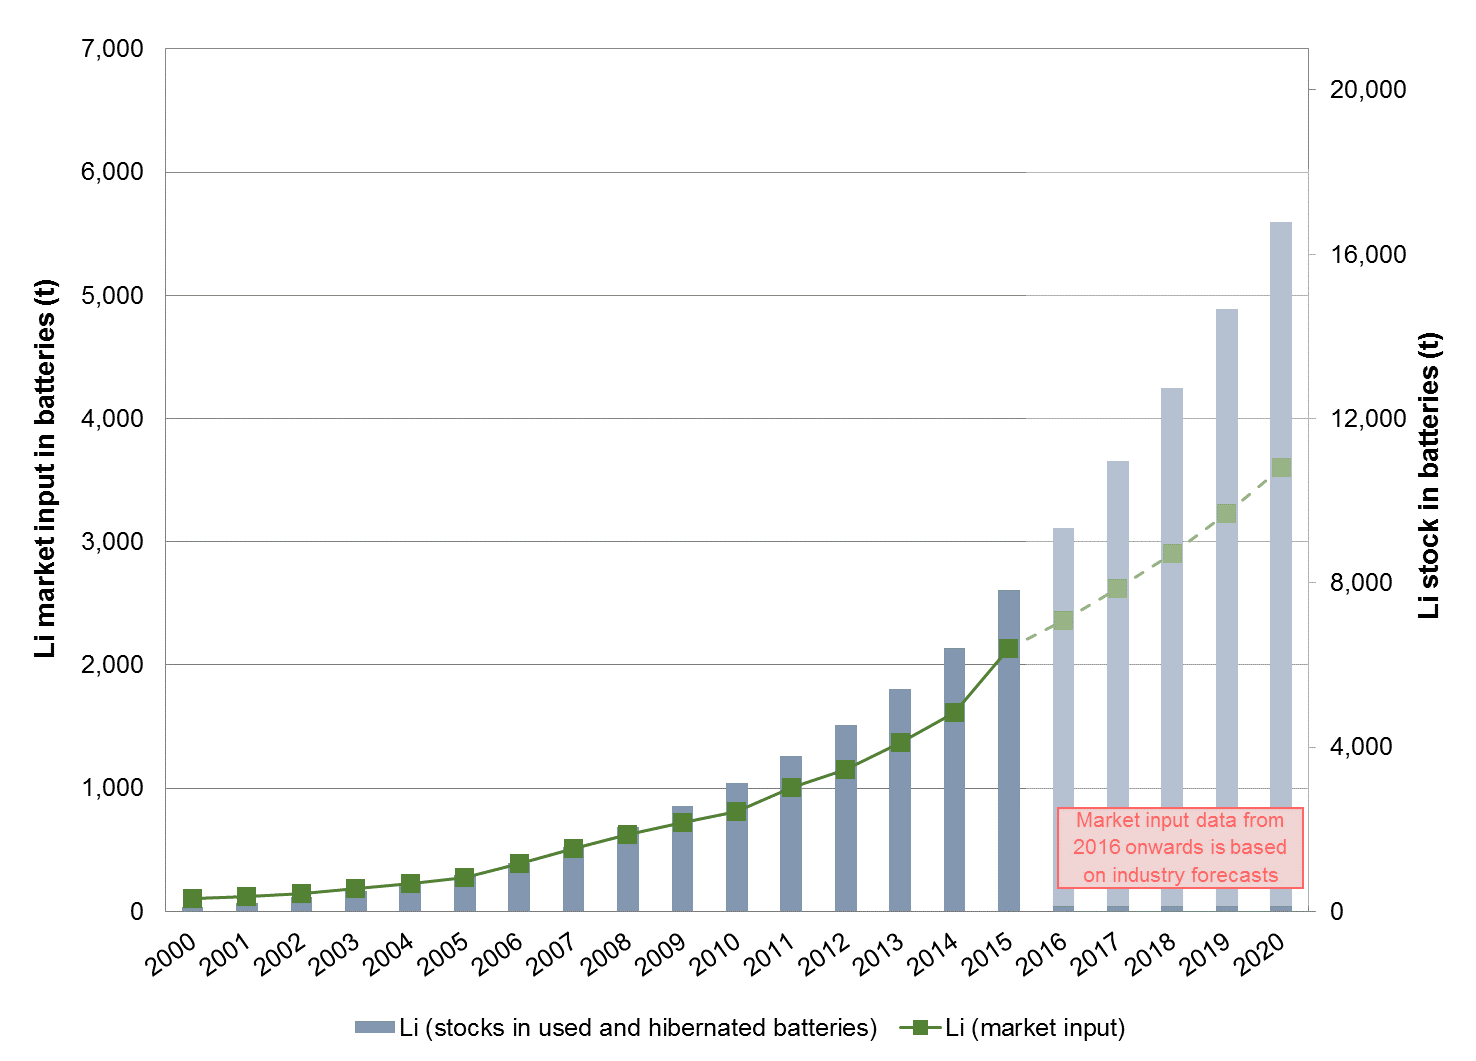 7,000
6,000
5,000
4,000
3,000
2,000
1,000
0
Li market input in batteries (t)
20,000
16,000
12,000
8,000
4,000
0
Li stock in batteries (t)
Market input data from
2016 onwards is based
on industry forecasts
2000 2001 2002 2003 2004 2005 2006 2007 2008 2009 2010 2011 2012 2013 2014 2015 2016 2017 2018 2019 2020
Li (stocks in used and hibernated batteries) Li (market input)